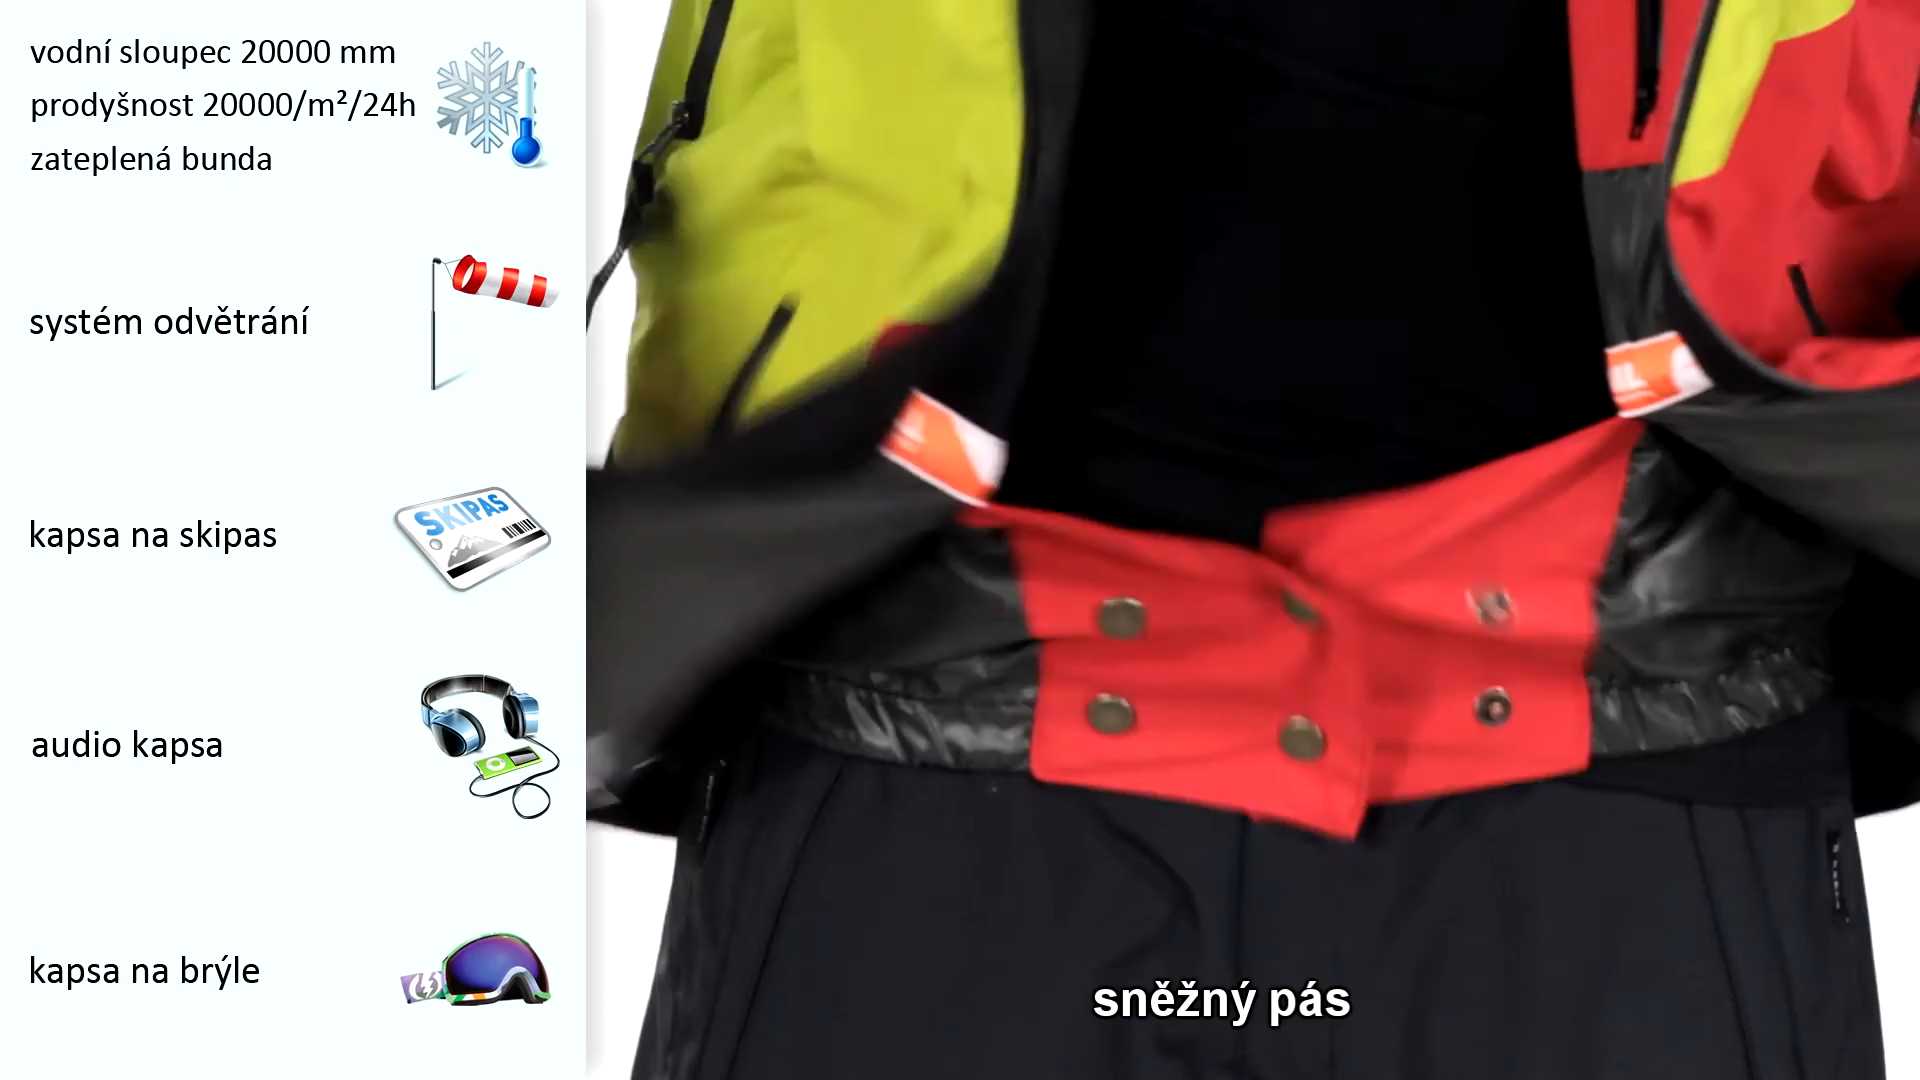 vodní sloupec 20000 mm
prodyšnost 20000/m²/24h
zateplená bunda
systém odvětrání
kapsa na skipas
SKIPAS
audio kapsa
kapsa na brýle
sněžný pás